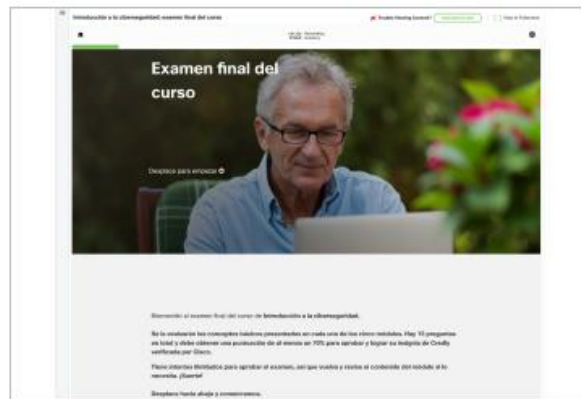 Introducción a la ciberseguridad: examen final del curso
View in Fullscreen
Examen final del
curso
Desplace para empezar
Bienvenido al examen final del curso de Introducción a la ciberseguridad.
Se le evaluarán los conceptos básicos presentados en cada uno de los cinco módulos. Hay 15 preguntas
en total y debe obtener una puntuación de al menos un 70% para aprobar y lograr su insignia de Credly
verificada por Cisco.
Tiene intentos ilimitados para aprobar el examen, así que vuelva y revise el contenido del módulo si lo
necesita. ¡Suerte!
Desplace hacia abajo y comencemos.